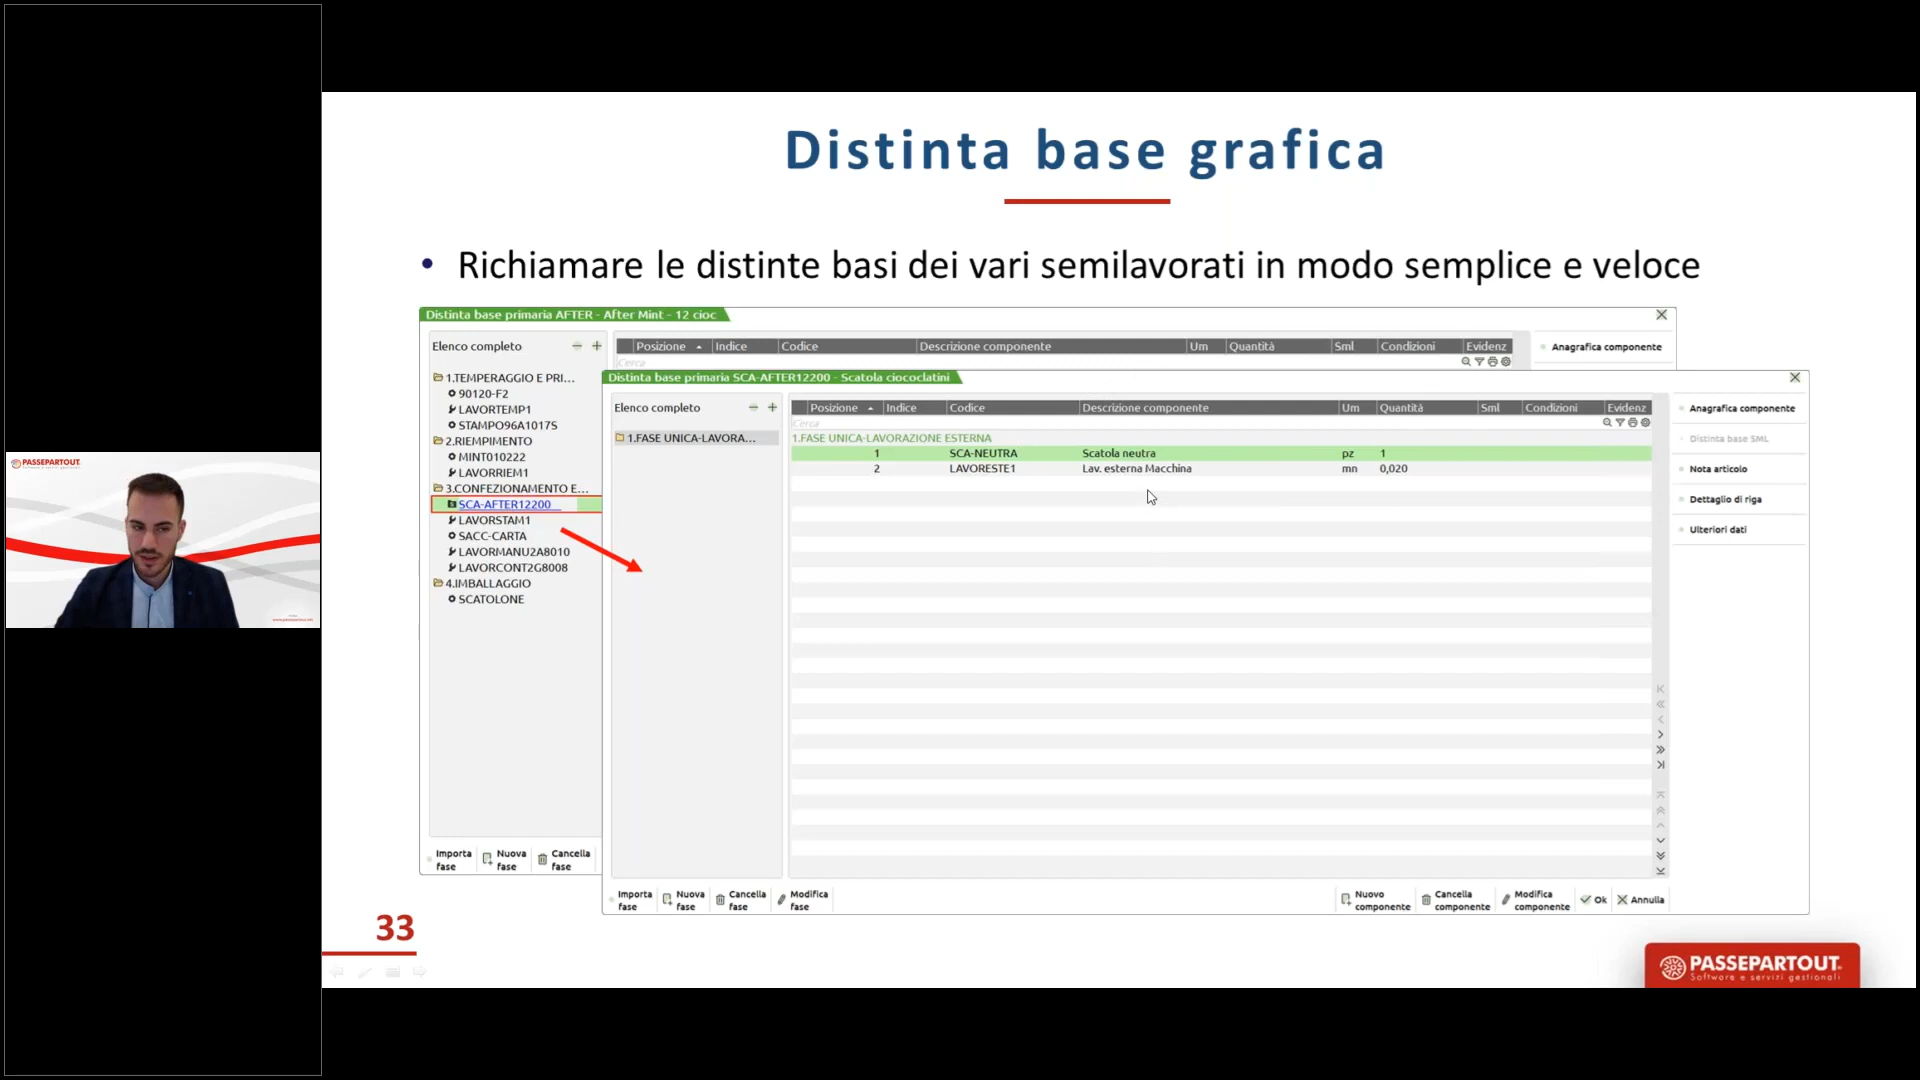 PASSEPARTOUT
Distinta base grafica
• Richiamare le distinte basi dei vari semilavorati in modo semplice e veloce
Distinta base primaria AFTER - After Mint - 12 cioc
Elenco completo
Posizione Indice Codice Descrizione componente Um Quantità Sml Condizioni Evidenz
Cerca
Anagrafica componente
1.TEMPERAGGIO E PRI...
90120-F2
LAVORTEMP1
STAMPO96A1017S
2.RIEMPIMENTO
MINT010222
LAVORRIEM1
3.CONFEZIONAMENTO E...
SCA-AFTER12200
LAVORSTAM1
SACC-CARTA
LAVORMANU2A8010
LAVORCONT2G8008
4.IMBALLAGGIO
SCATOLONE
Importa fase
Nuova fase
Cancella fase
Distinta base primaria SCA-AFTER12200 - Scatola ciococlatini
Elenco completo
1.FASE UNICA-LAVORA...
Posizione Indice Codice Descrizione componente Um Quantità Sml Condizioni Evidenz
Cerca
1.FASE UNICA-LAVORAZIONE ESTERNA
1 SCA-NEUTRA Scatola neutra pz 1
2 LAVORESTE1 Lav. esterna Macchina mn 0,020
Anagrafica componente
Distinta base SML
Nota articolo
Dettaglio di riga
Ulteriori dati
Importa fase
Nuova fase
Cancella fase
Modifica fase
Nuovo componente
Cancella componente
Modifica componente
Ok
Annulla
33
PASSEPARTOUT
Software e servizi gestionali